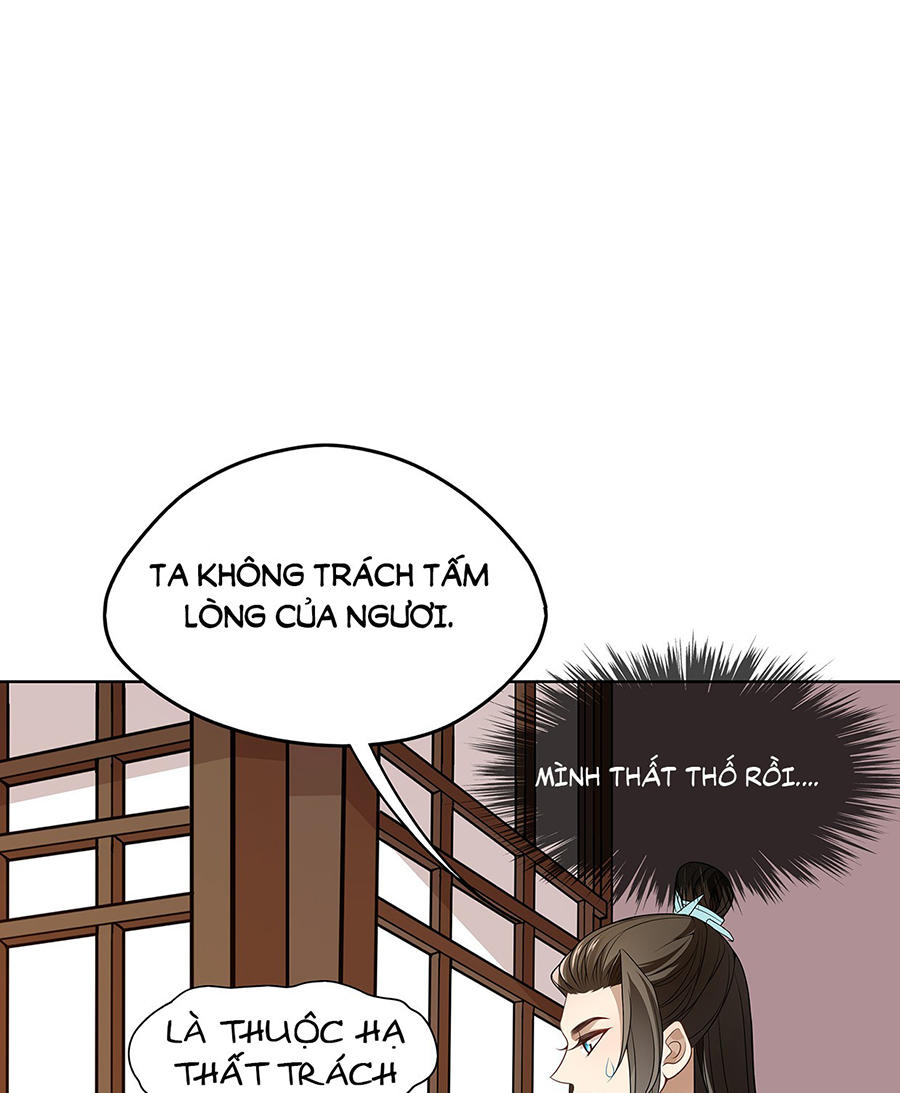 TA KHÔNG TRÁCH TẤM
LÒNG CỦA NGƯƠI.
MÌNH THẤT THỐ RỒI....
LÀ THUỘC HẠ
THẤT TRÁCH